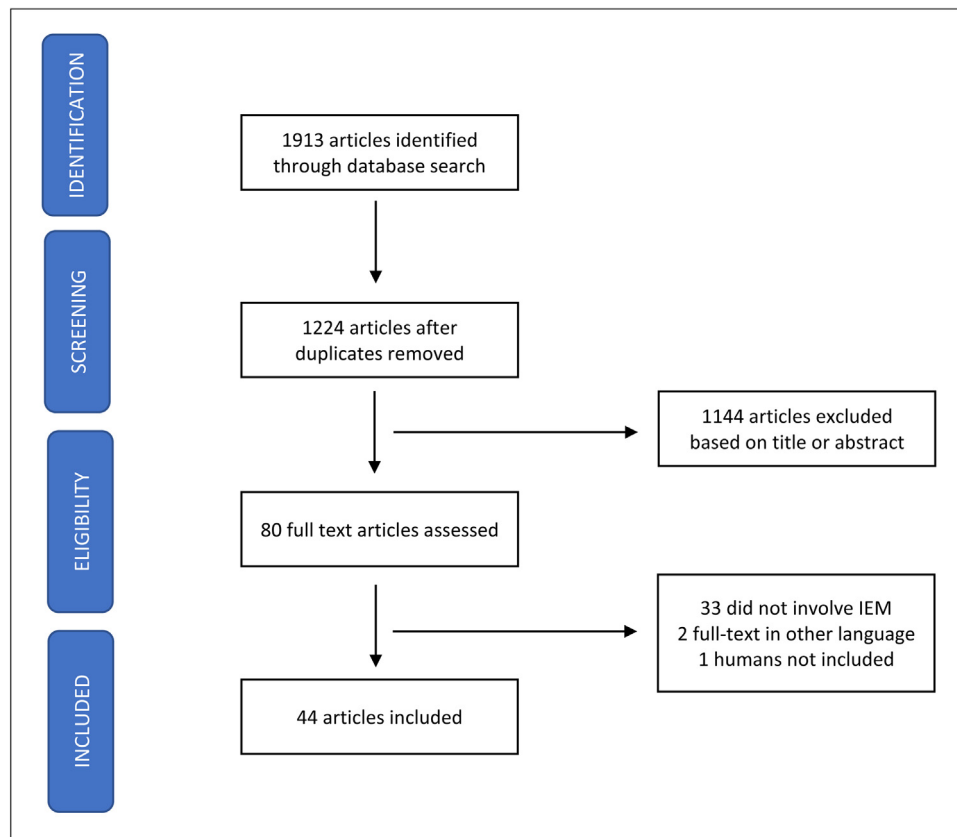 IDENTIFICATION
1913 articles identified
through database search
SCREENING
1224 articles after
duplicates removed
1144 articles excluded
based on title or abstract
ELIGIBILITY
80 full text articles assessed
33 did not involve IEM
2 full-text in other language
1 humans not included
INCLUDED
44 articles included